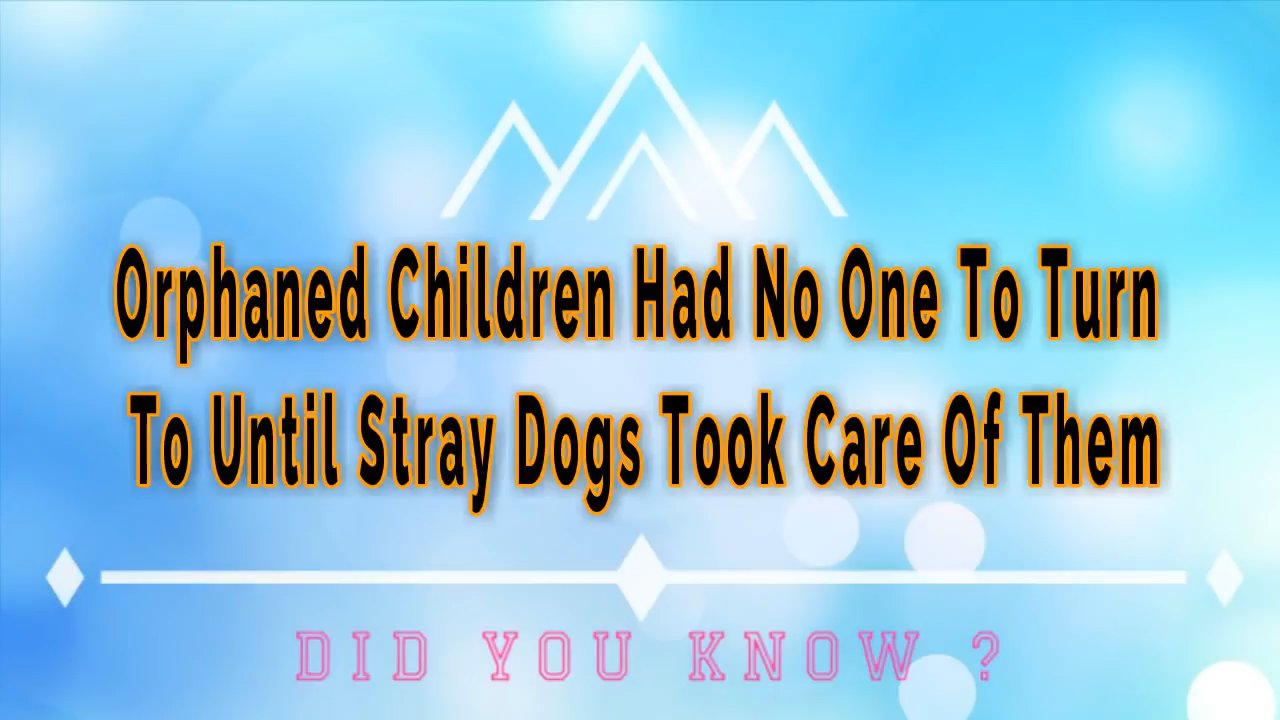 Orphaned Children Had No One To Turn
To Until Stray Dogs Took Care Of Them
DID YOU KNOW ?